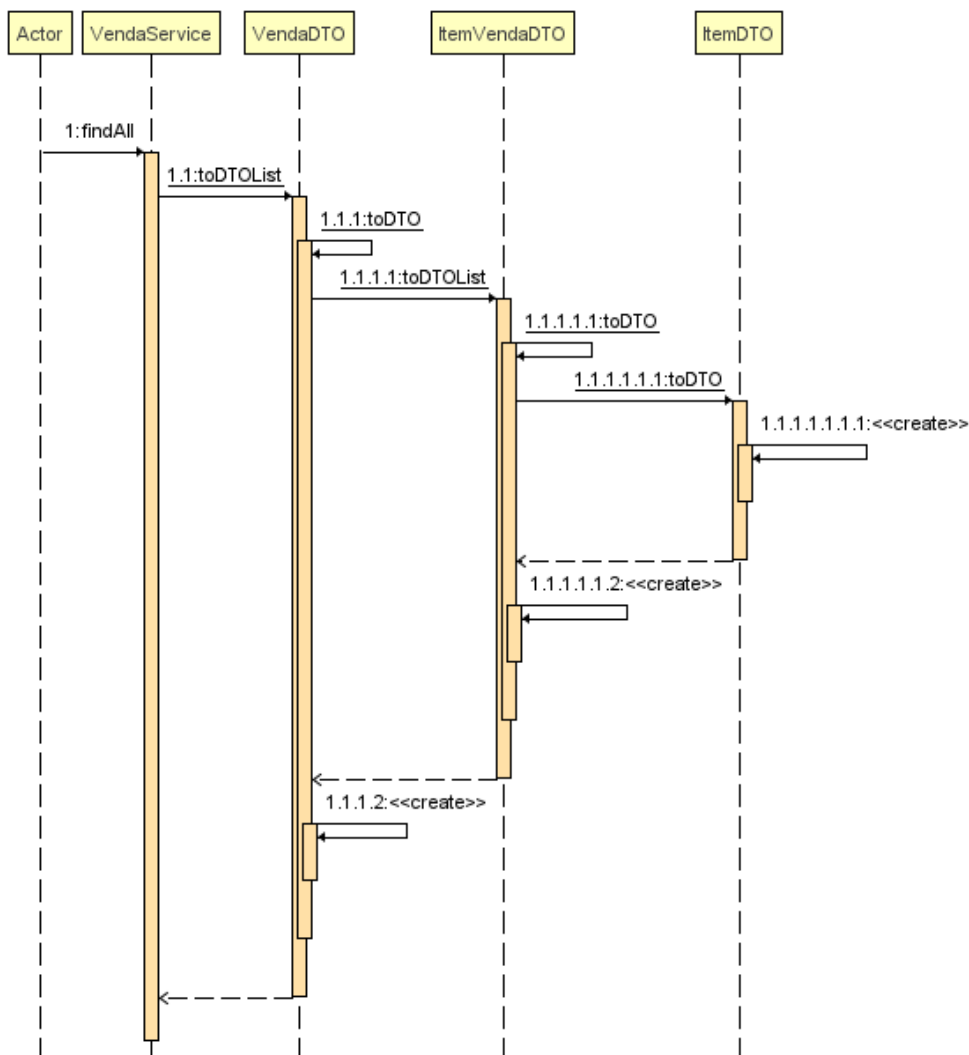 Actor
VendaService
VendaDTO
ItemVendaDTO
ItemDTO
1:findAll
1.1:toDTOList
1.1.1:toDTO
1.1.1.1:toDTOList
1.1.1.1.1:toDTO
1.1.1.1.1.1:toDTO
1.1.1.1.1.1.1:<<create>>
1.1.1.1.1.2:<<create>>
1.1.1.2:<<create>>